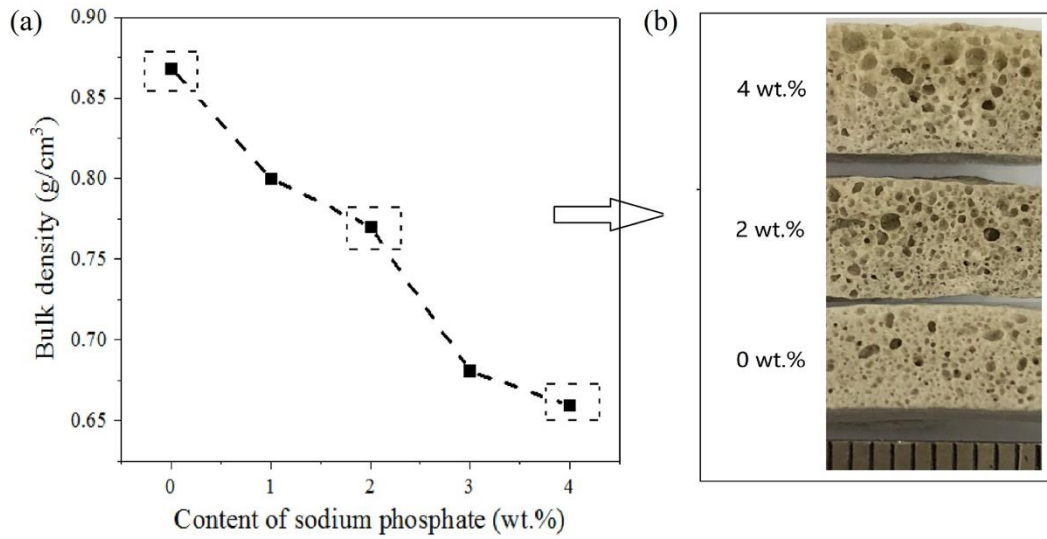 (a)
0.90
0.85
0.80
0.75
0.70
0.65
Bulk density (g/cm³)
0 1 2 3 4
Content of sodium phosphate (wt.%)
(b)
4 wt.%
2 wt.%
0 wt.%